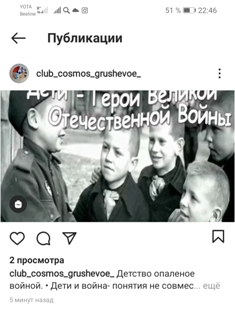 YOTA
Beeline
51 % 22:46
Публикации
club_cosmos_grushevoe_
Дети - Герои Великой
Отечественной Войны
2 просмотра
club_cosmos_grushevoe_ Детство опаленое
войной. • Дети и война- понятия не совмес... ещё
5 минут назад